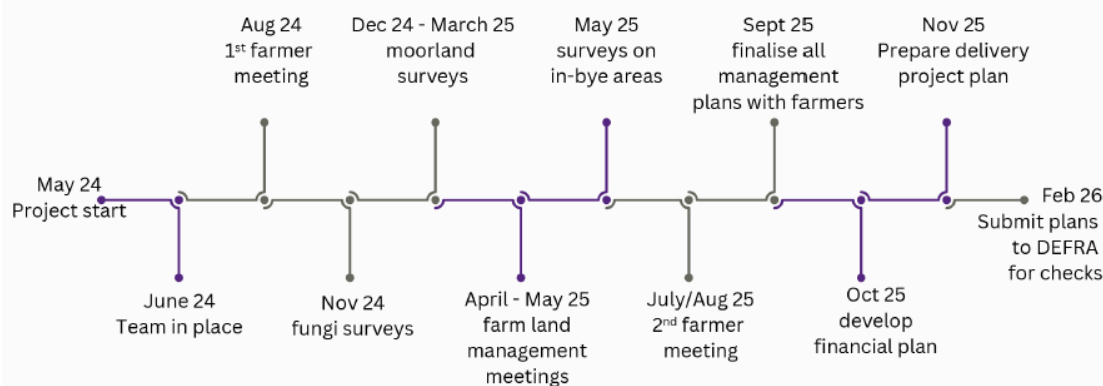 May 24
Project start
June 24
Team in place
Aug 24
1st farmer
meeting
Nov 24
fungi surveys
Dec 24 - March 25
moorland
surveys
April - May 25
farm land
management
meetings
May 25
surveys on
in-bye areas
July/Aug 25
2nd farmer
meeting
Sept 25
finalise all
management
plans with farmers
Oct 25
develop
financial plan
Nov 25
Prepare delivery
project plan
Feb 26
Submit plans
to DEFRA
for checks